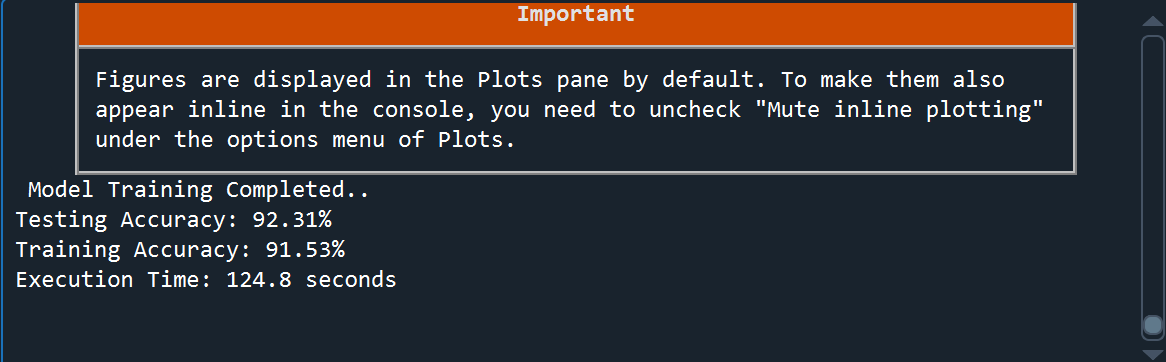 Important
Figures are displayed in the Plots pane by default. To make them also
appear inline in the console, you need to uncheck "Mute inline plotting"
under the options menu of Plots.
Model Training Completed..
Testing Accuracy: 92.31%
Training Accuracy: 91.53%
Execution Time: 124.8 seconds